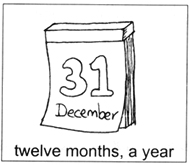 31
December
twelve months, a year